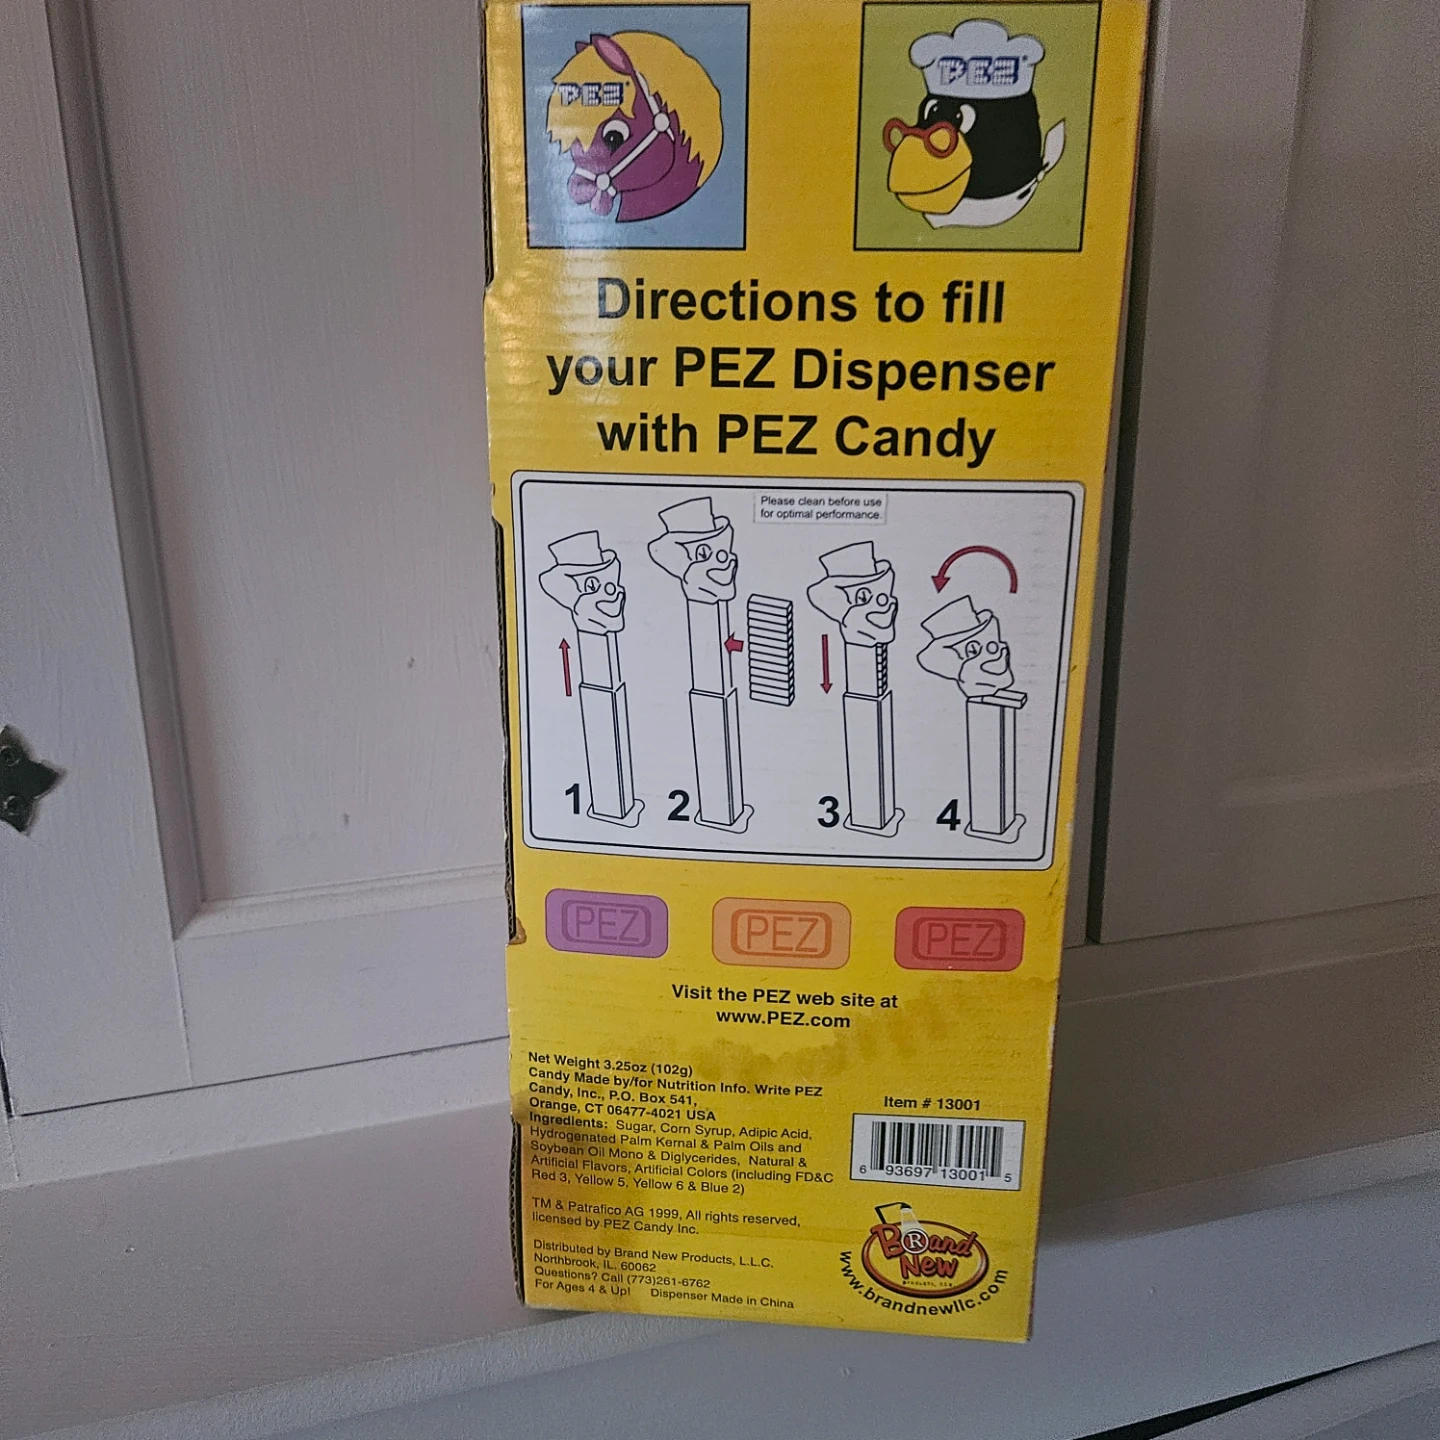 PEZ
PEZ
Directions to fill
your PEZ Dispenser
with PEZ Candy
Please clean before use
for optimal performance.
1 2 3 4
PEZ PEZ PEZ
Visit the PEZ web site at
www.PEZ.com
Net Weight 3.25oz (102g)
Candy Made by/for Nutrition Info. Write PEZ
Candy, Inc., P.O. Box 541,
Orange, CT 06477-4021 USA
Ingredients: Sugar, Corn Syrup, Adipic Acid,
Hydrogenated Palm Kernal & Palm Oils and
Soybean Oil Mono & Diglycerides, Natural &
Artificial Flavors, Artificial Colors (including FD&C
Red 3, Yellow 5, Yellow 6 & Blue 2)
TM & Patrafico AG 1999, All rights reserved,
licensed by PEZ Candy Inc.
Distributed by Brand New Products, L.L.C.
Northbrook, IL. 60062
Questions? Call (773)261-6762
For Ages 4 & Up! Dispenser Made in China
Item # 13001
6 93697 13001 5
Brand
®
New
PRODUCTS, LLC
www.brandnewllc.com